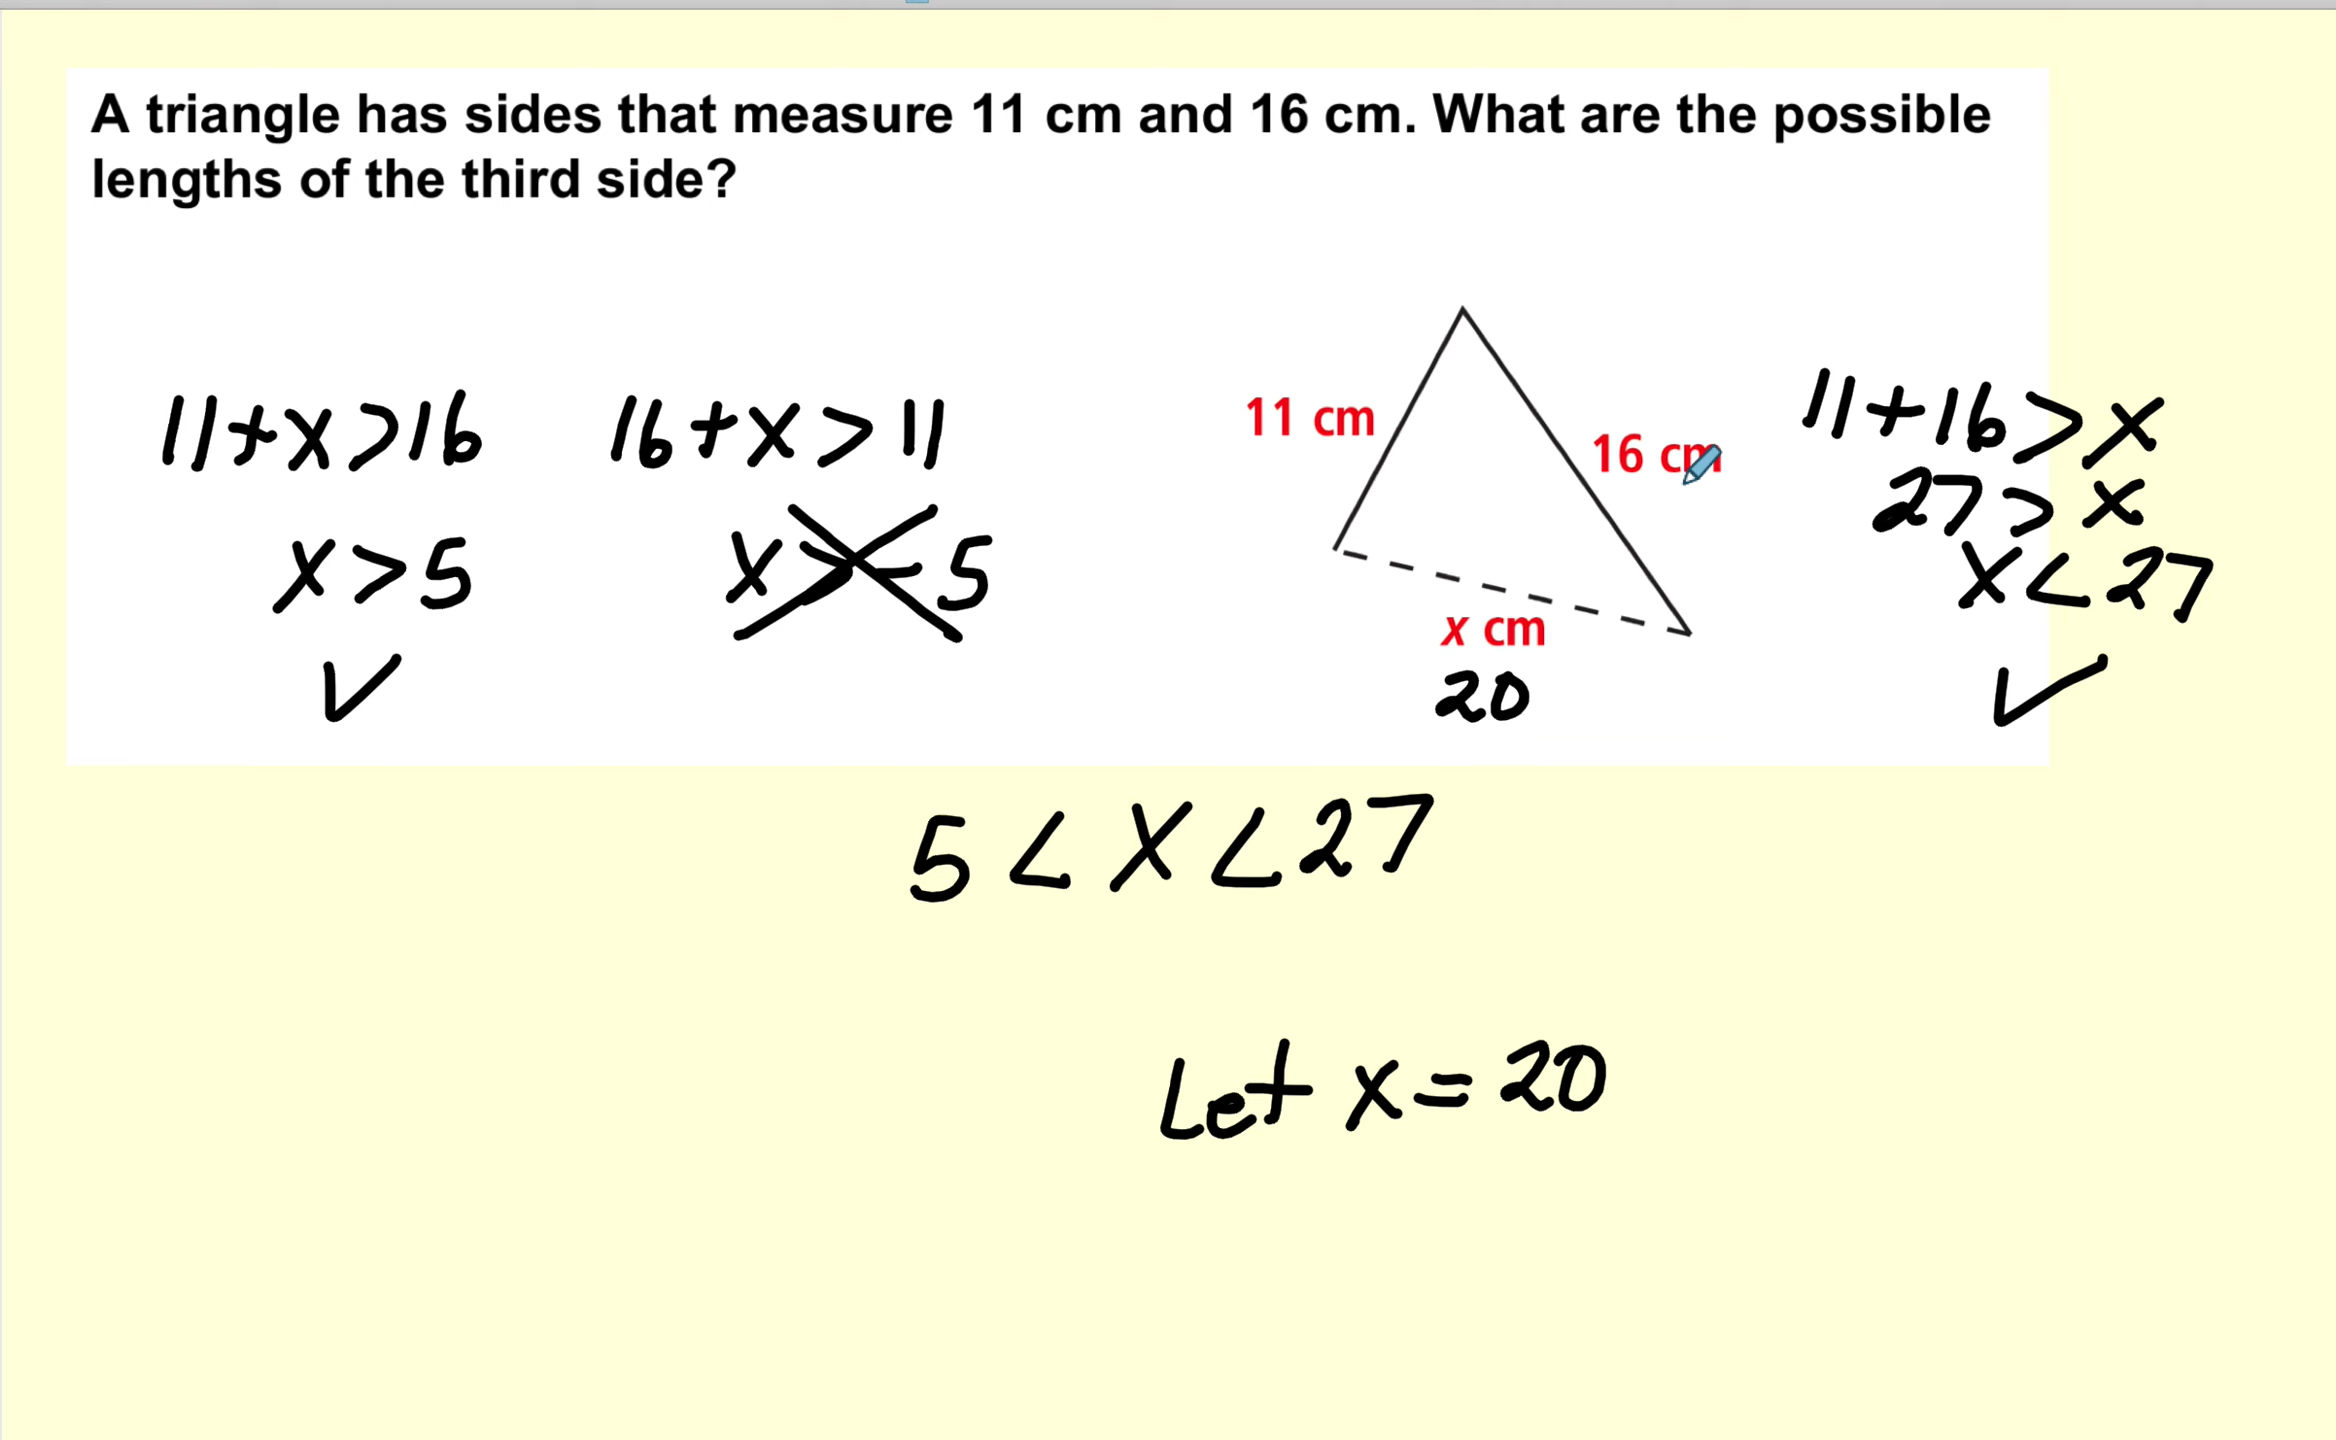 A triangle has sides that measure 11 cm and 16 cm. What are the possible
lengths of the third side?
11+x>16
x>5
16+x>11
x>-5
11 cm
16 cm
x cm
20
11+16>x
27>x
x<27
5<x<27
Let x=20